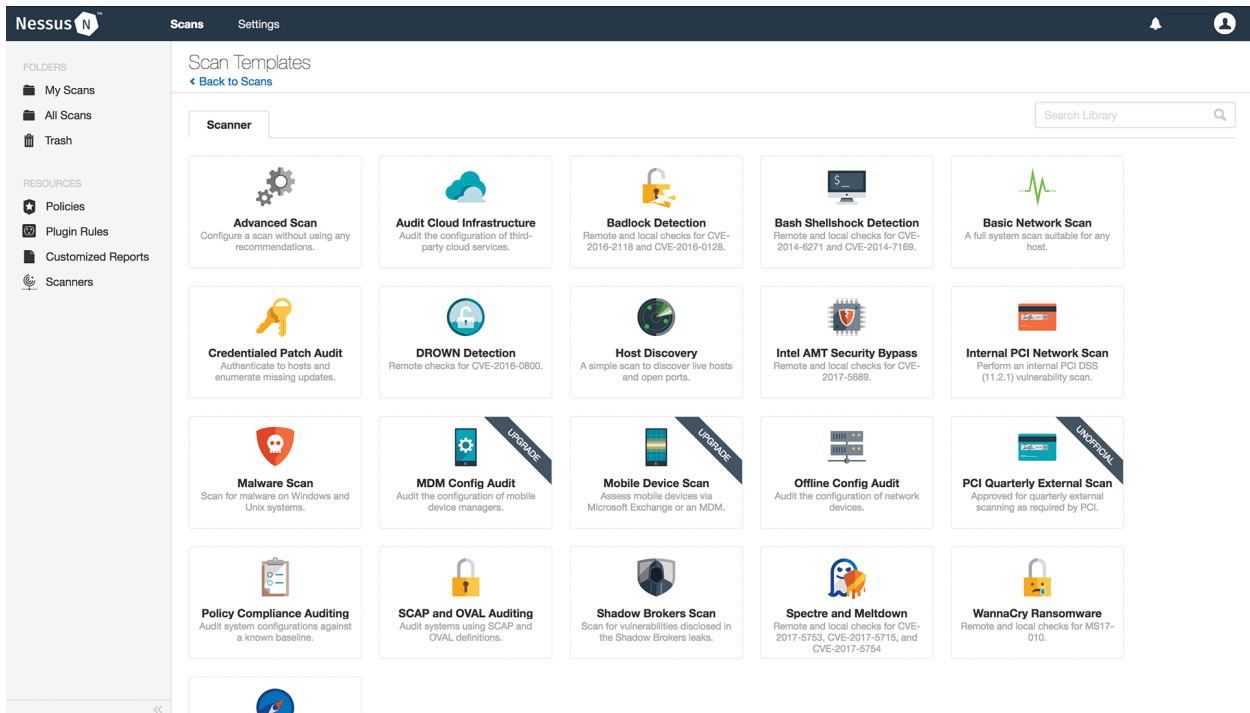 Nessus N™
Scans
Settings
FOLDERS
My Scans
All Scans
Trash
RESOURCES
Policies
Plugin Rules
Customized Reports
Scanners
Scan Templates
Back to Scans
Scanner
Search Library
Advanced Scan
Configure a scan without using any
recommendations.
Audit Cloud Infrastructure
Audit the configuration of third-
party cloud services.
Badlock Detection
Remote and local checks for CVE-
2016-2118 and CVE-2016-0128.
$_
Bash Shellshock Detection
Remote and local checks for CVE-
2014-6271 and CVE-2014-7169.
Basic Network Scan
A full system scan suitable for any
host.
Credentialed Patch Audit
Authenticate to hosts and
enumerate missing updates.
DROWN Detection
Remote checks for CVE-2016-0800.
Host Discovery
A simple scan to discover live hosts
and open ports.
Intel AMT Security Bypass
Remote and local checks for CVE-
2017-5689.
Internal PCI Network Scan
Perform an internal PCI DSS
(11.2.1) vulnerability scan.
Malware Scan
Scan for malware on Windows and
Unix systems.
UPGRADE
MDM Config Audit
Audit the configuration of mobile
device managers.
UPGRADE
Mobile Device Scan
Assess mobile devices via
Microsoft Exchange or an MDM.
Offline Config Audit
Audit the configuration of network
devices.
UNOFFICIAL
PCI Quarterly External Scan
Approved for quarterly external
scanning as required by PCI.
Policy Compliance Auditing
Audit system configurations against
a known baseline.
SCAP and OVAL Auditing
Audit systems using SCAP and
OVAL definitions.
Shadow Brokers Scan
Scan for vulnerabilities disclosed in
the Shadow Brokers leaks.
Spectre and Meltdown
Remote and local checks for CVE-
2017-5753, CVE-2017-5715, and
CVE-2017-5754
WannaCry Ransomware
Remote and local checks for MS17-
010.